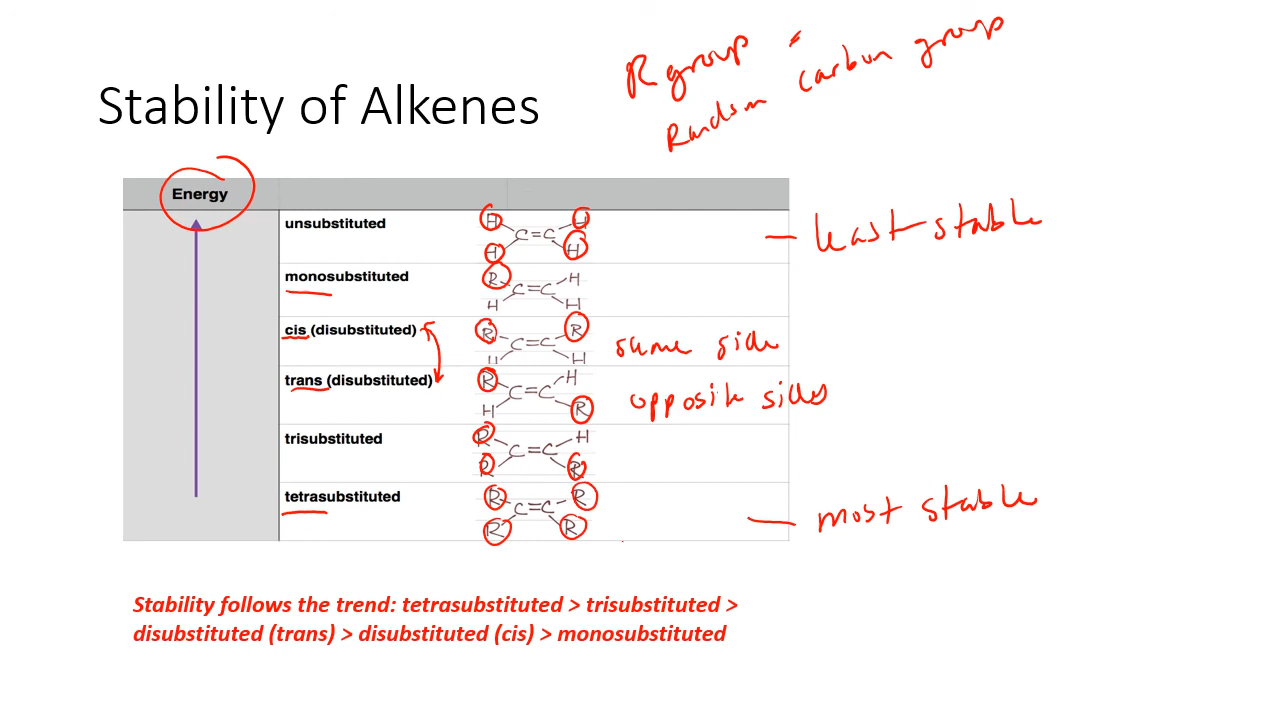 R group =
Random carbon group
Stability of Alkenes
Energy
unsubstituted
H H
C=C
H H
least stable
monosubstituted
R H
C=C
H H
cis (disubstituted)
R R
C=C
H H
same side
trans (disubstituted)
R H
C=C
H R
opposite sides
trisubstituted
R H
C=C
R R
tetrasubstituted
R R
C=C
R R
most stable
Stability follows the trend: tetrasubstituted > trisubstituted >
disubstituted (trans) > disubstituted (cis) > monosubstituted